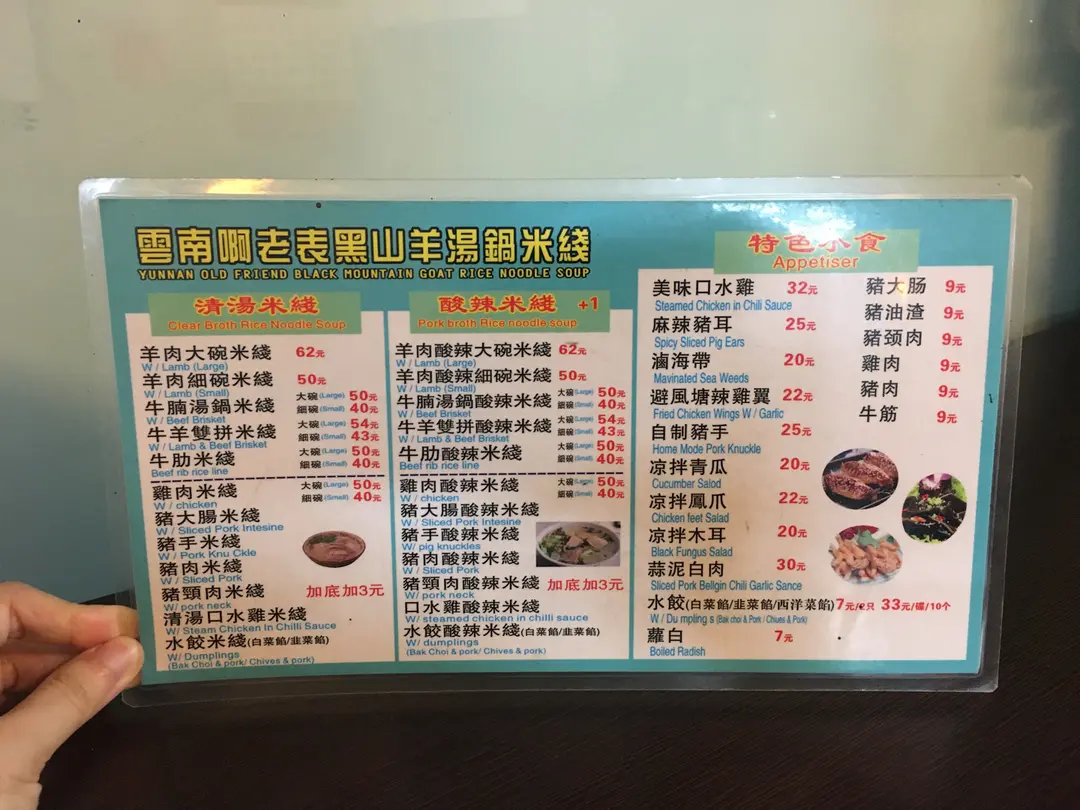 雲南啊老表黑山羊湯鍋米綫
YUNNAN OLD FRIEND BLACK MOUNTAIN GOAT RICE NOODLE SOUP
清湯米綫
Clear Broth Rice Noodle Soup
羊肉大碗米綫 62元
W / Lamb (Large)
羊肉細碗米綫 50元
W / Lamb (Small)
牛腩湯鍋米綫 大碗(Large) 50元
W / Beef Brisket 細碗(Small) 40元
牛羊雙拼米綫 大碗(Large) 54元
W / Lamb & Beef Brisket 細碗(Small) 43元
牛肋米綫 大碗(Large) 50元
Beef rib rice line 細碗(Small) 40元
雞肉米綫 大碗(Large) 50元
W / chicken 細碗(Small) 40元
豬大腸米綫
W / Sliced Pork Intesine
豬手米綫
W / Pork Knu Ckle
豬肉米綫
W / Sliced Pork
豬頸肉米綫 加底加3元
W/ pork neck
清湯口水雞米綫
W/ Steam Chicken In Chili Sauce
水餃米綫(白菜餡/韭菜餡)
W/ Dumplings
(Bak Choi & pork/ Chives & pork)
酸辣米綫 +1
Pork broth Rice noodle soup
羊肉酸辣大碗米綫 62元
W / Lamb (Large)
羊肉酸辣細碗米綫 50元
W / Lamb (Small)
牛腩湯鍋酸辣米綫 大碗(Large) 50元
W / Beef Brisket 細碗(Small) 40元
牛羊雙拼酸辣米綫 大碗(Large) 54元
W / Lamb & Beef Brisket 細碗(Small) 43元
牛肋酸辣米綫 大碗(Large) 50元
Beef rib rice line 細碗(Small) 40元
雞肉酸辣米綫 大碗(Large) 50元
W / chicken 細碗(Small) 40元
豬大腸酸辣米綫
W / Sliced Pork Intesine
豬手酸辣米綫
W/ pig knuckles
豬肉酸辣米綫
W / Sliced Pork
豬頸肉酸辣米綫 加底加3元
W/ pork neck
口水雞酸辣米綫
W/ steamed chicken in chilli sauce
水餃酸辣米綫(白菜餡/韭菜餡)
W/ dumplings
(Bak Choi & pork/ Chives & pork)
特色小食
Appetiser
美味口水雞 32元
Steamed Chicken in Chili Sauce
麻辣豬耳 25元
Spicy Sliced Pig Ears
滷海帶 20元
Mavinated Sea Weeds
避風塘辣雞翼 22元
Fried Chicken Wings W / Garlic
自制豬手 25元
Home Mode Pork Knuckle
凉拌青瓜 20元
Cucumber Salod
凉拌鳳爪 22元
Chicken feet Salad
凉拌木耳 20元
Black Fungus Salad
蒜泥白肉 30元
Sliced Pork Bellgin Chili Garlic Sance
水餃(白菜餡/韭菜餡/西洋菜餡)7元/2只 33元/碟/10个
W / Du mpling s (Bak choi & Pork / Chiues & Pork)
蘿白 7元
Boiled Radish
豬大肠 9元
豬油渣 9元
豬颈肉 9元
雞肉 9元
豬肉 9元
牛筋 9元